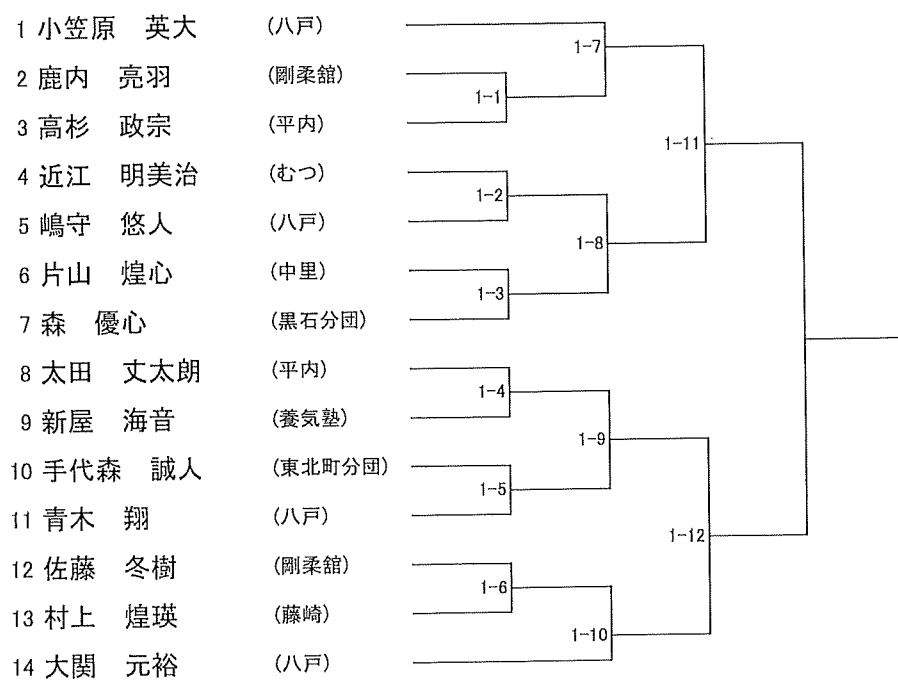 1 小笠原 英大 (八戸)
2 鹿内 亮羽 (剛柔舘)
3 高杉 政宗 (平内)
4 近江 明美治 (むつ)
5 嶋守 悠人 (八戸)
6 片山 煌心 (中里)
7 森 優心 (黒石分団)
8 太田 丈太朗 (平内)
9 新屋 海音 (養気塾)
10 手代森 誠人 (東北町分団)
11 青木 翔 (八戸)
12 佐藤 冬樹 (剛柔舘)
13 村上 煌瑛 (藤崎)
14 大関 元裕 (八戸)
1-1
1-2
1-3
1-4
1-5
1-6
1-7
1-8
1-9
1-10
1-11
1-12